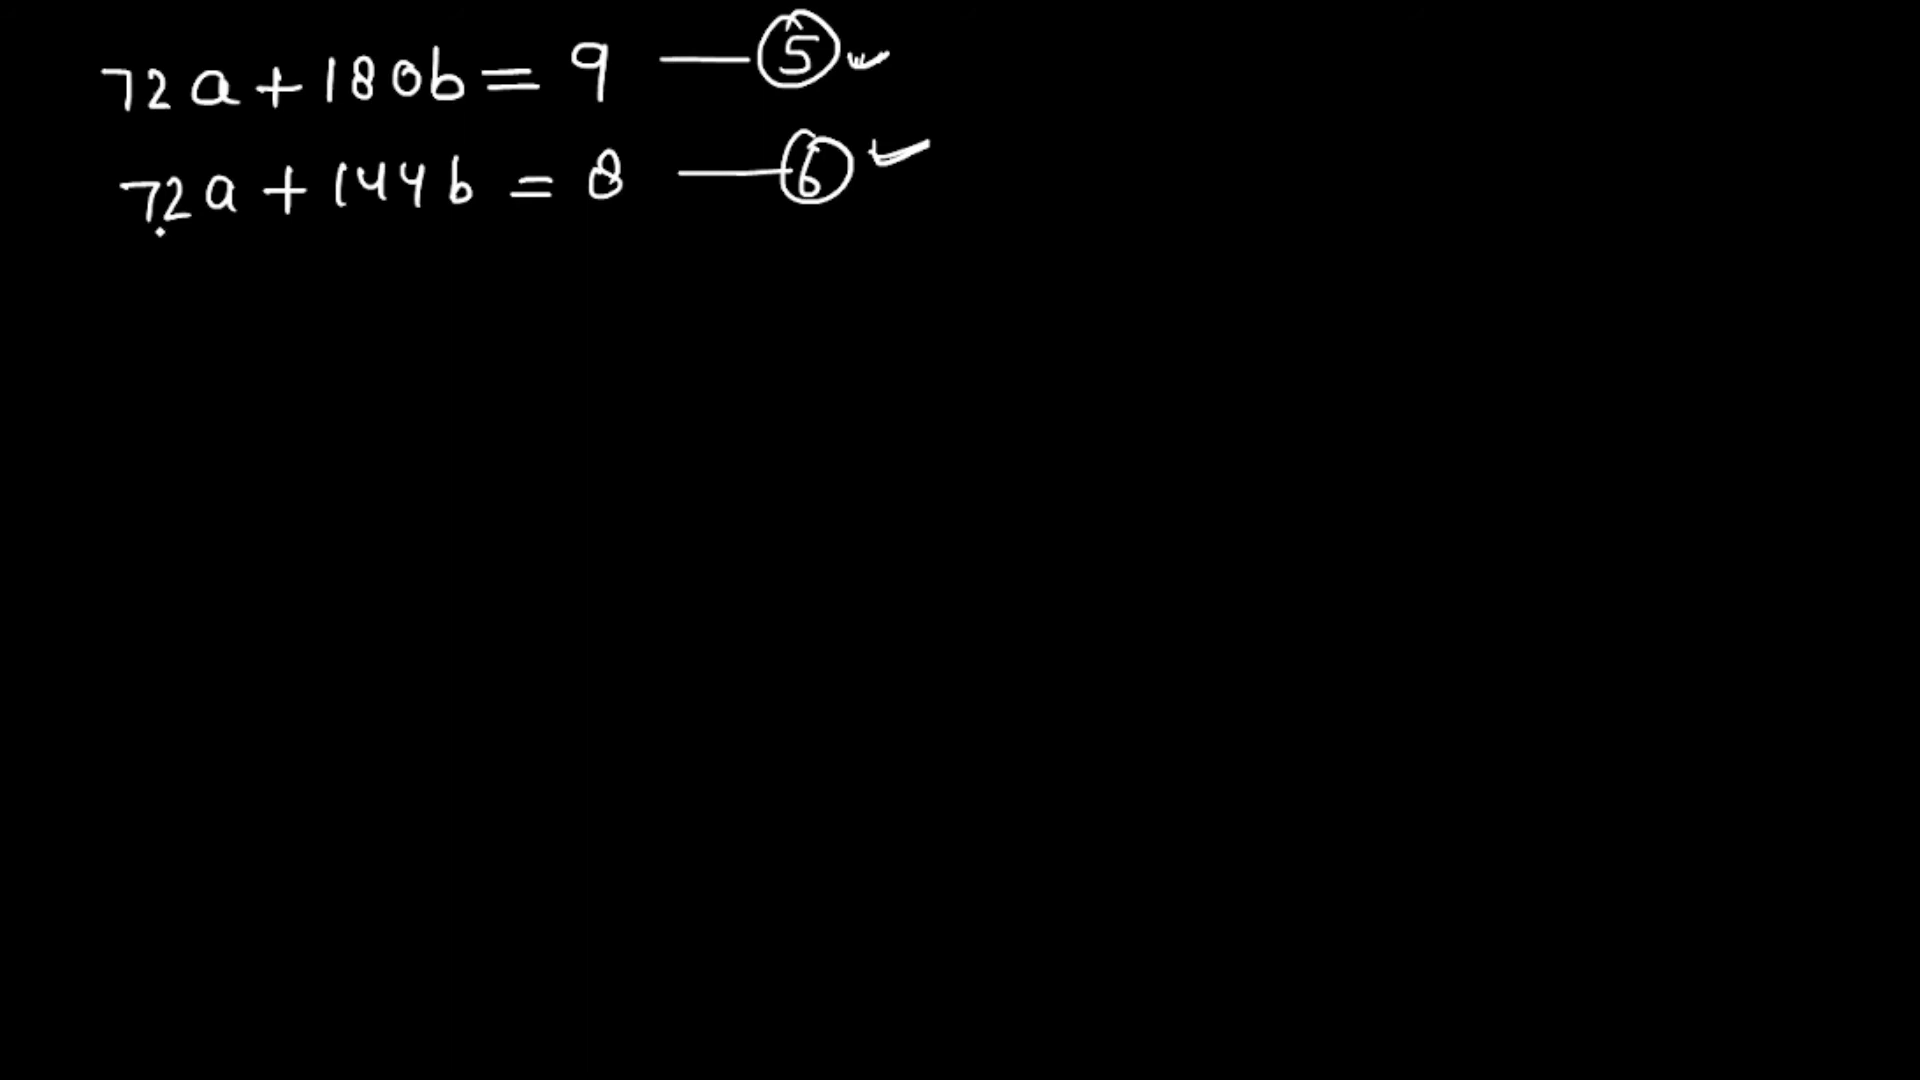 72a + 180b = 9 — ⑤
72a + 144b = 8 — ⑥